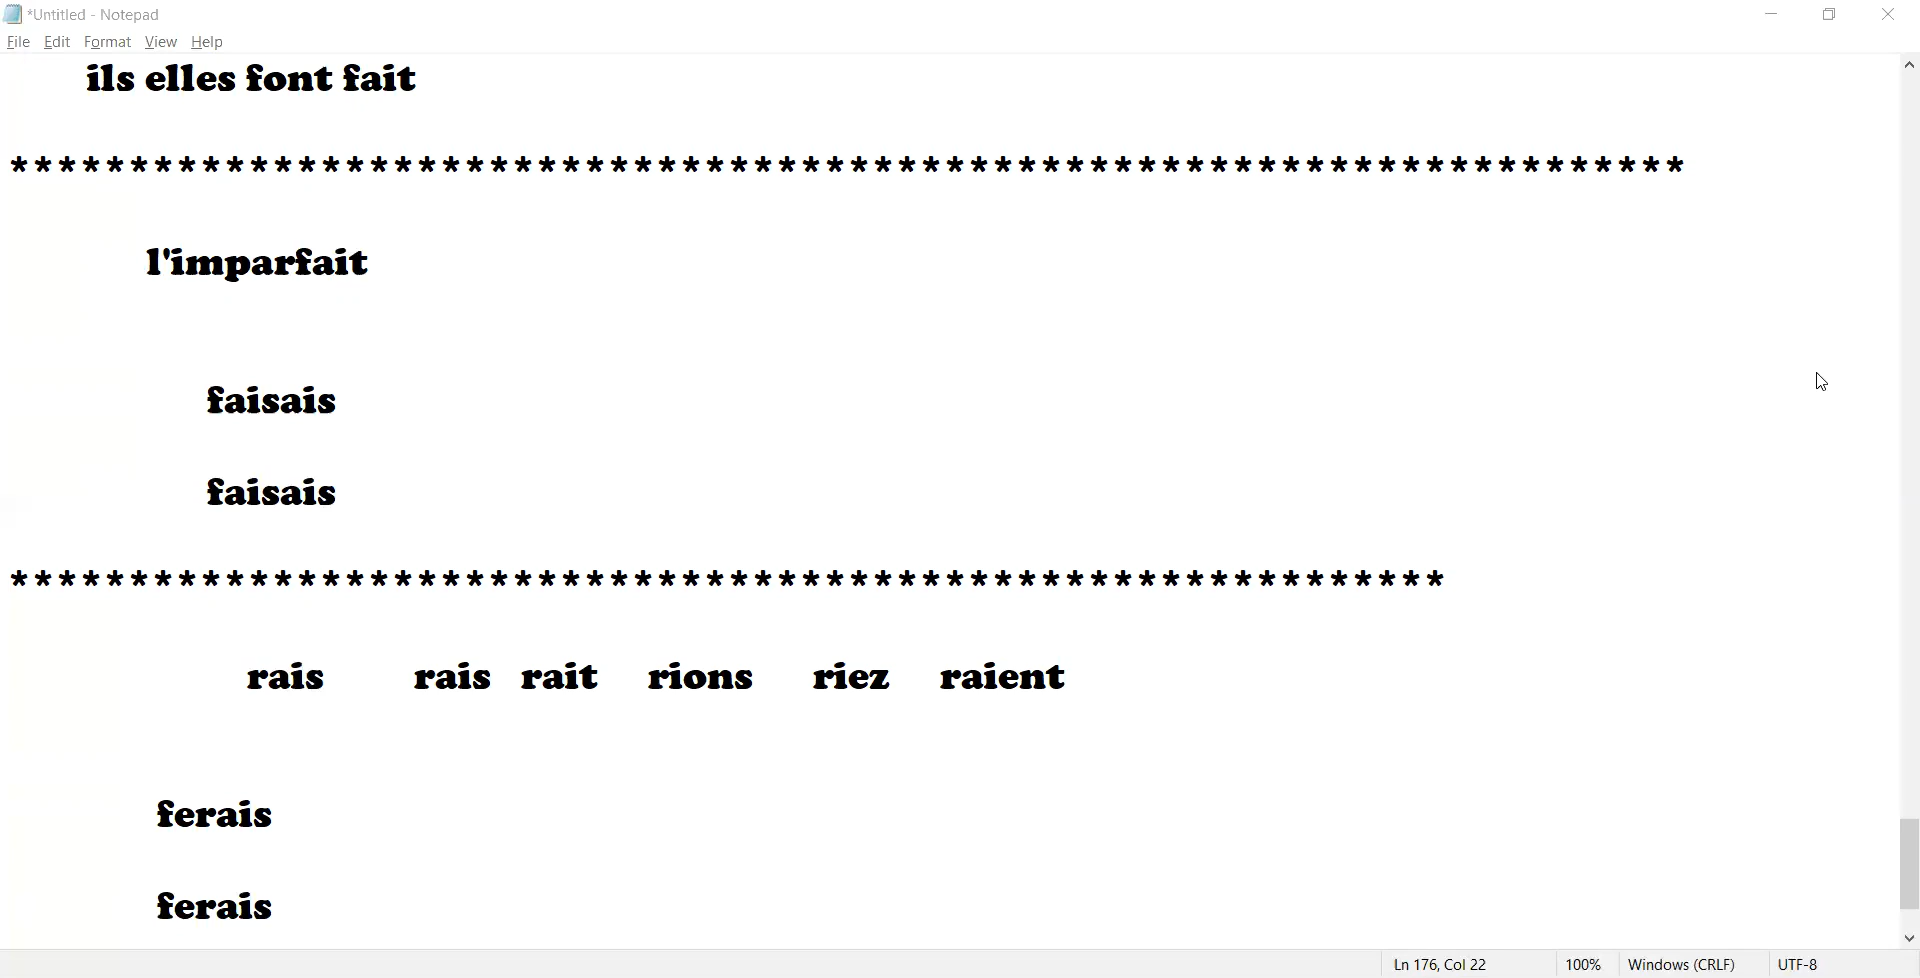 *Untitled - Notepad
File Edit Format View Help
ils elles font fait
**********************************************************************
l'imparfait
faisais
faisais
************************************************************
rais rais rait rions riez raient
ferais
ferais
Ln 176, Col 22 100% Windows (CRLF) UTF-8